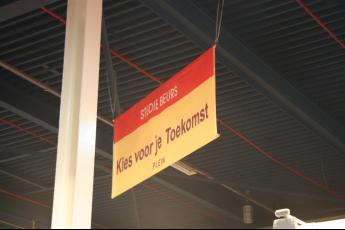 STUDIE BEURS
Kies voor je Toekomst
PLEIN